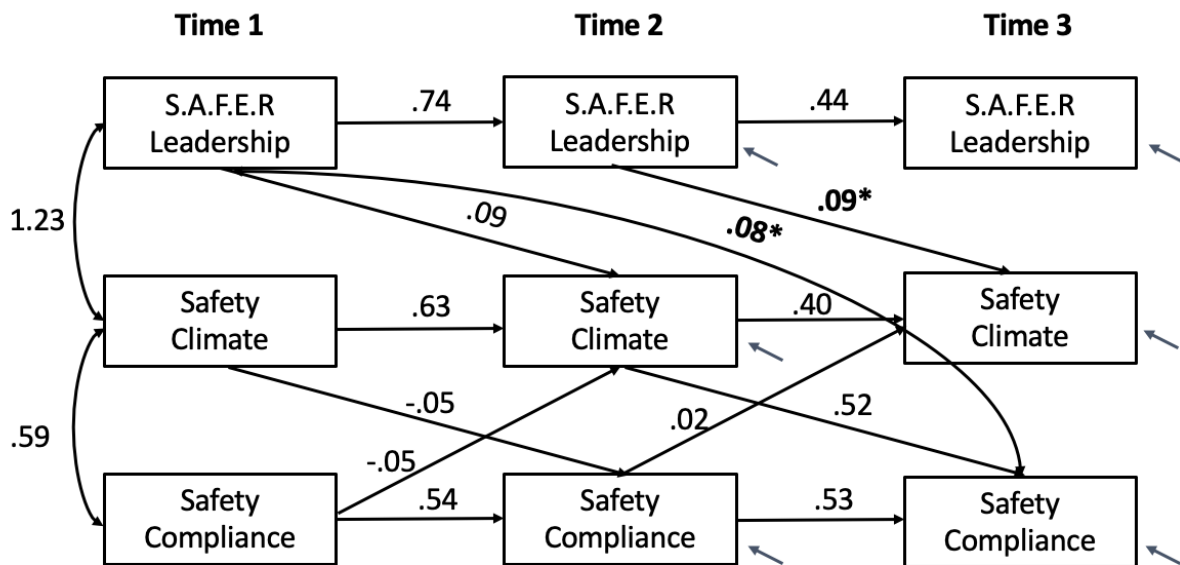 Time 1
Time 2
Time 3
S.A.F.E.R
Leadership
.74
S.A.F.E.R
Leadership
.44
S.A.F.E.R
Leadership
1.23
.09
.08*
.09*
Safety
Climate
.63
Safety
Climate
.40
Safety
Climate
.59
-.05
-.05
.02
.52
Safety
Compliance
.54
Safety
Compliance
.53
Safety
Compliance